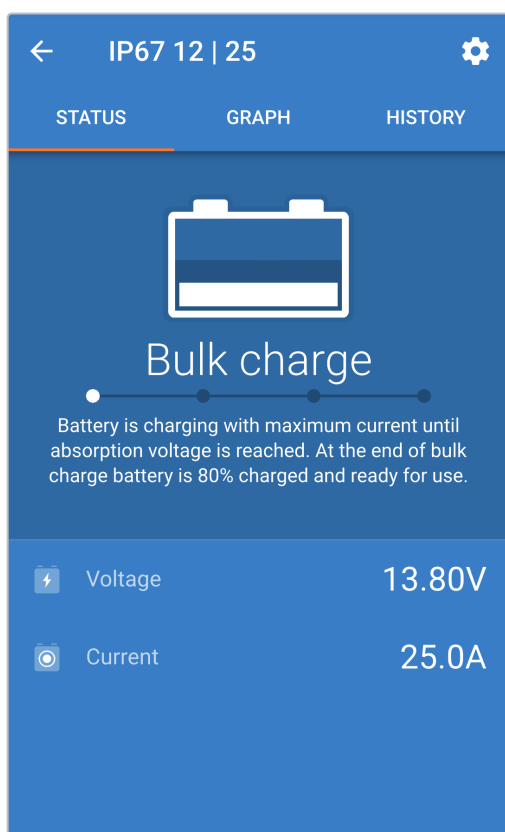 IP67 12 | 25
STATUS
GRAPH
HISTORY
Bulk charge
Battery is charging with maximum current until
absorption voltage is reached. At the end of bulk
charge battery is 80% charged and ready for use.
Voltage
13.80V
Current
25.0A